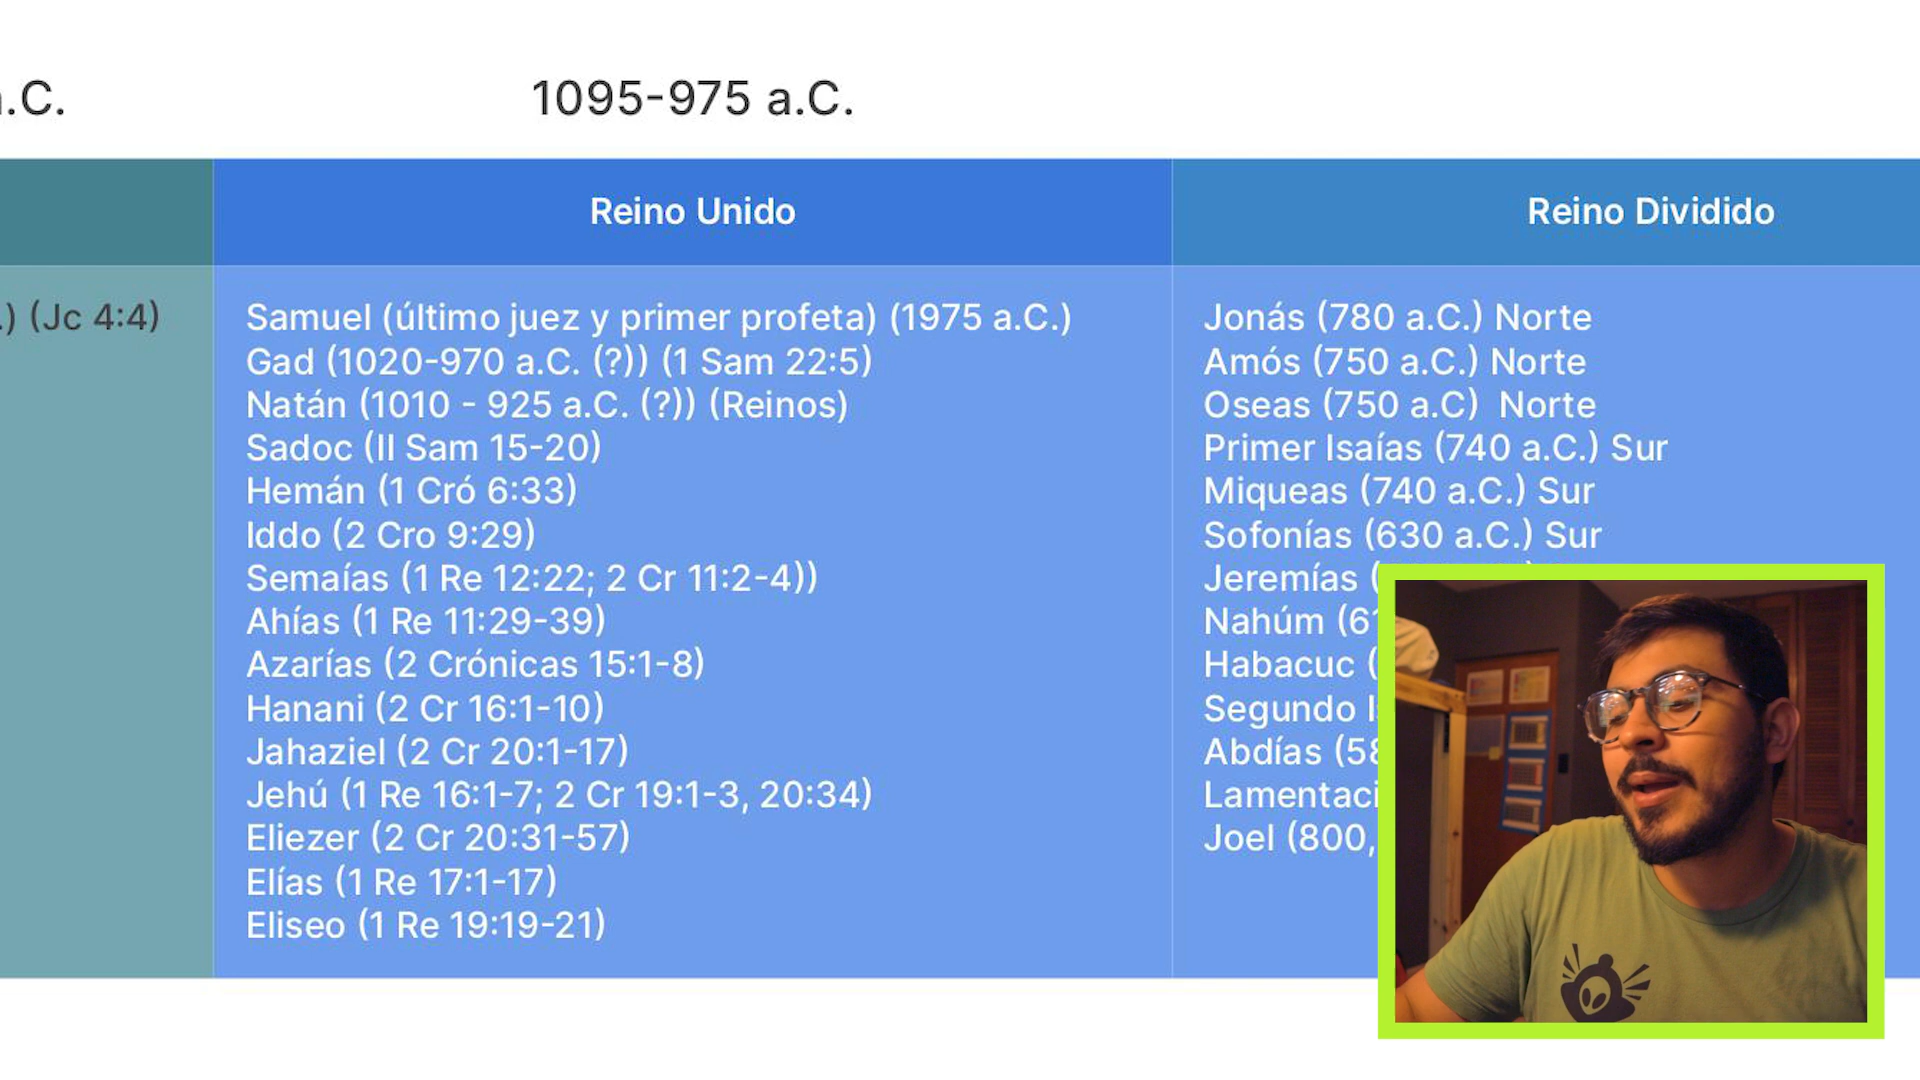 a.C.
1095-975 a.C.
Reino Unido
Reino Dividido
.) (Jc 4:4)
Samuel (último juez y primer profeta) (1975 a.C.)
Gad (1020-970 a.C. (?)) (1 Sam 22:5)
Natán (1010 - 925 a.C. (?)) (Reinos)
Sadoc (II Sam 15-20)
Hemán (1 Cró 6:33)
Iddo (2 Cro 9:29)
Semaías (1 Re 12:22; 2 Cr 11:2-4))
Ahías (1 Re 11:29-39)
Azarías (2 Crónicas 15:1-8)
Hanani (2 Cr 16:1-10)
Jahaziel (2 Cr 20:1-17)
Jehú (1 Re 16:1-7; 2 Cr 19:1-3, 20:34)
Eliezer (2 Cr 20:31-57)
Elías (1 Re 17:1-17)
Eliseo (1 Re 19:19-21)
Jonás (780 a.C.) Norte
Amós (750 a.C.) Norte
Oseas (750 a.C)  Norte
Primer Isaías (740 a.C.) Sur
Miqueas (740 a.C.) Sur
Sofonías (630 a.C.) Sur
Jeremías (
Nahúm (6
Habacuc (
Segundo
Abdías (58
Lamentaci
Joel (800,